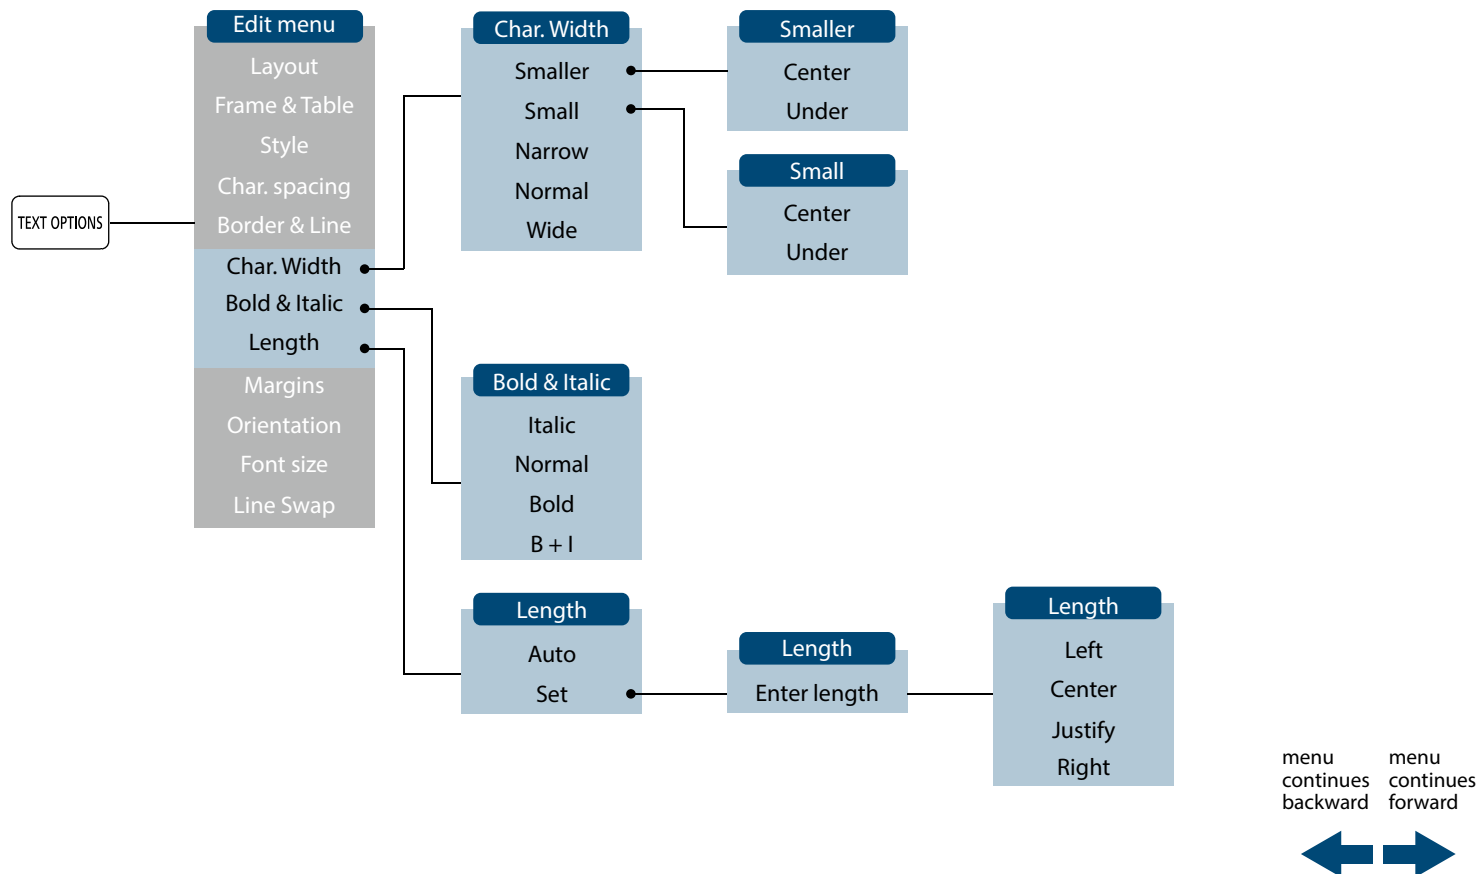 TEXT OPTIONS
Edit menu
Layout
Frame & Table
Style
Char. spacing
Border & Line
Char. Width
Bold & Italic
Length
Margins
Orientation
Font size
Line Swap
Char. Width
Smaller
Small
Narrow
Normal
Wide
Smaller
Center
Under
Small
Center
Under
Bold & Italic
Italic
Normal
Bold
B + I
Length
Auto
Set
Length
Enter length
Length
Left
Center
Justify
Right
menu
continues
backward
menu
continues
forward